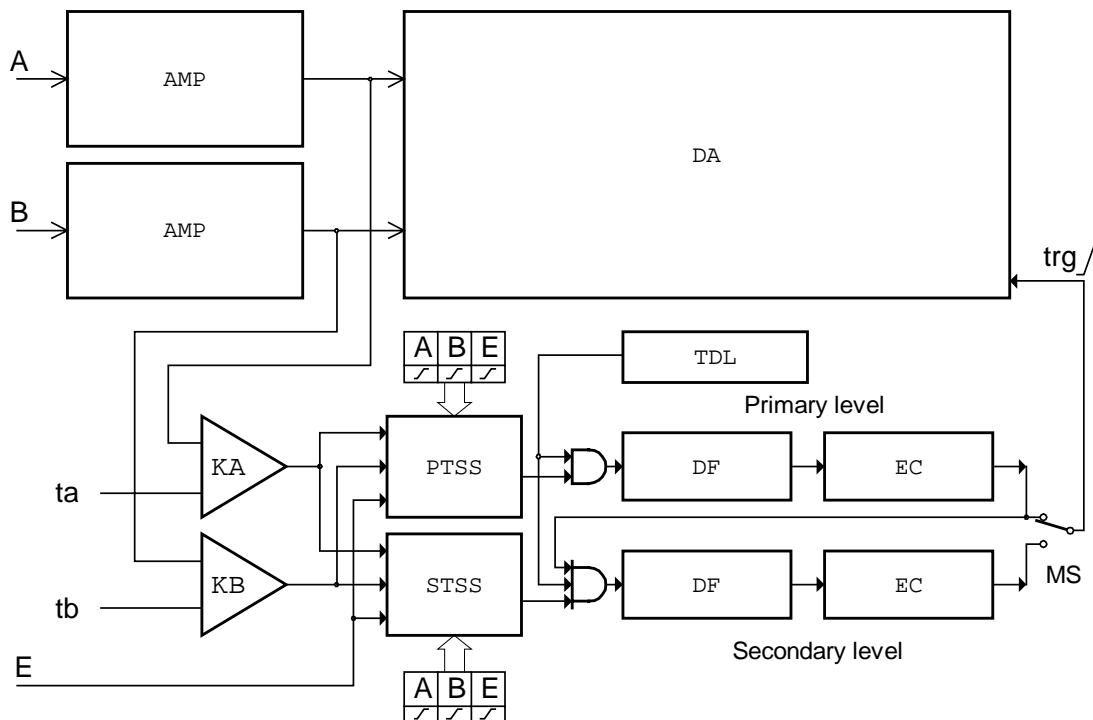 A
AMP
DA
B
AMP
trg
A B E
TDL
Primary level
KA
PTSS
DF
EC
ta
KB
STSS
DF
EC
MS
tb
Secondary level
E
A B E